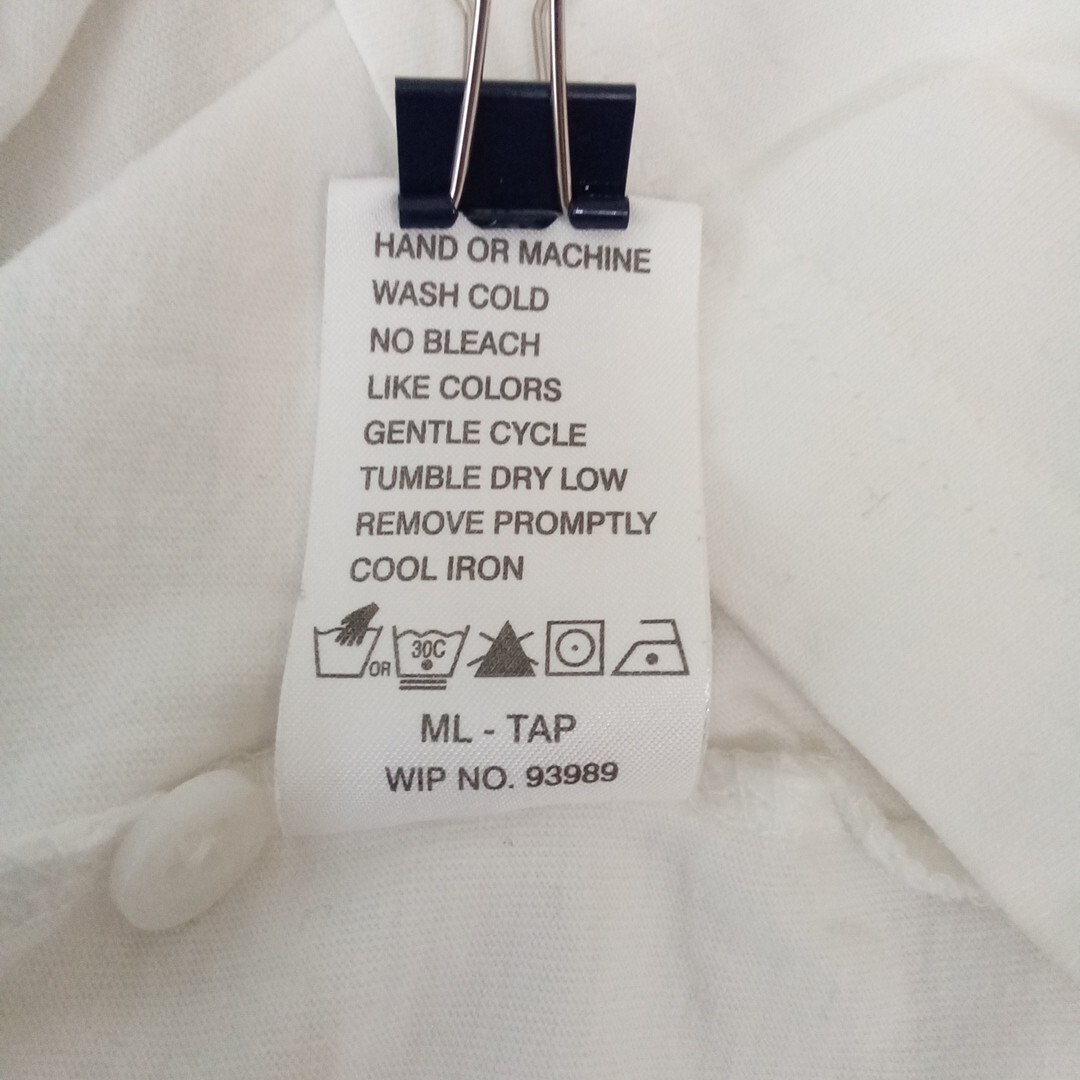 HAND OR MACHINE
WASH COLD
NO BLEACH
LIKE COLORS
GENTLE CYCLE
TUMBLE DRY LOW
REMOVE PROMPTLY
COOL IRON
OR 30C
ML - TAP
WIP NO. 93989